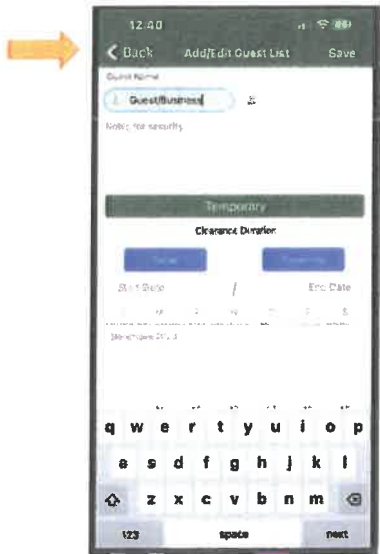 12:40
Back Add/Edit Guest List Save
Guest Name
Guest/Business
Notes for security
Temporary
Clearance Duration
Start Date / End Date
q w e r t y u i o p
a s d f g h j k l
z x c v b n m
123 space next